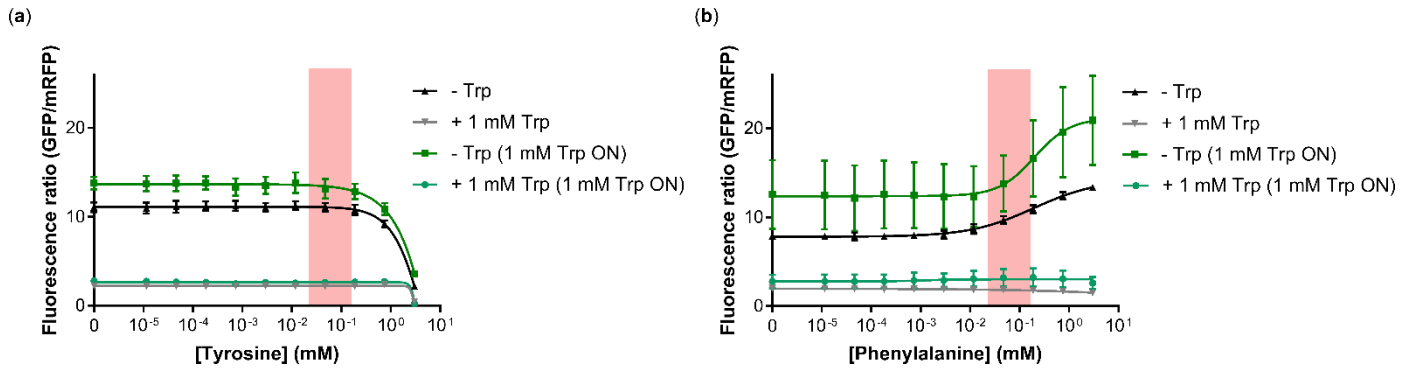 (a)
Fluorescence ratio (GFP/mRFP)
20
10
0
0 10-5 10-4 10-3 10-2 10-1 100 101
[Tyrosine] (mM)
- Trp
+ 1 mM Trp
- Trp (1 mM Trp ON)
+ 1 mM Trp (1 mM Trp ON)
(b)
Fluorescence ratio (GFP/mRFP)
20
10
0
0 10-5 10-4 10-3 10-2 10-1 100 101
[Phenylalanine] (mM)
- Trp
+ 1 mM Trp
- Trp (1 mM Trp ON)
+ 1 mM Trp (1 mM Trp ON)